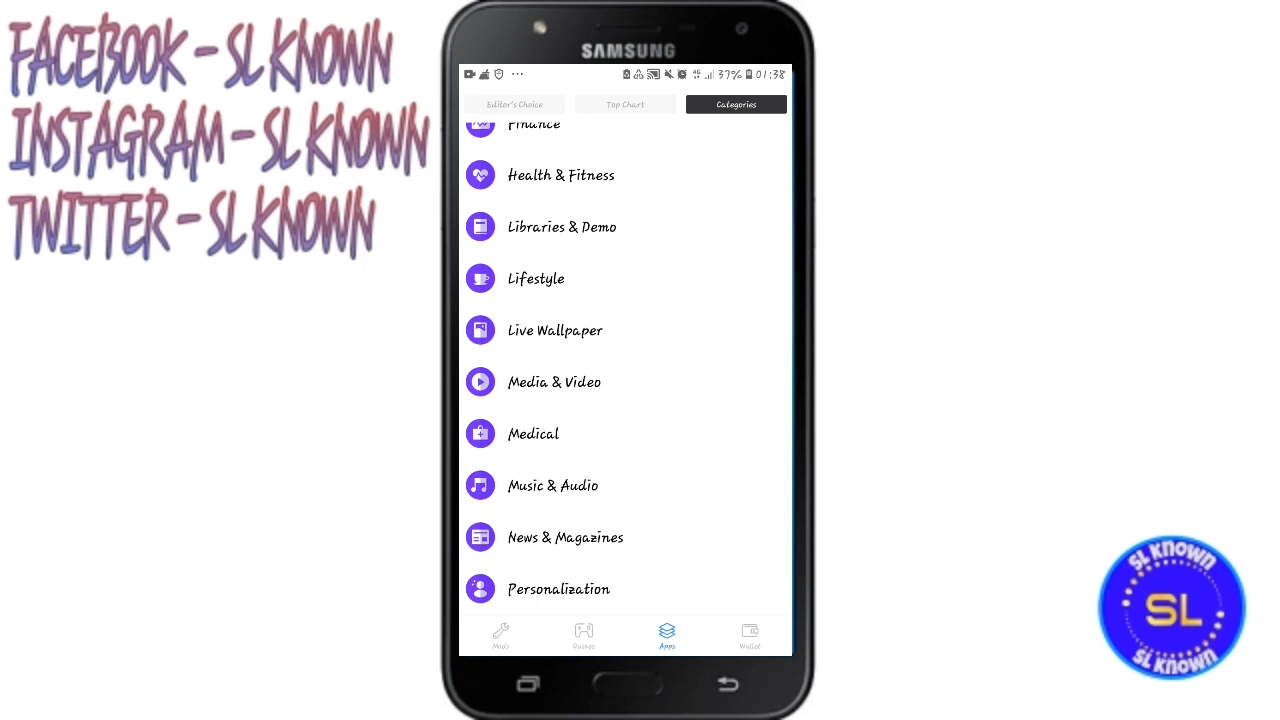 FACEBOOK - SL KNOWN
INSTAGRAM - SL KNOWN
TWITTER - SL KNOWN
SAMSUNG
4G 37% 01:38
Editor's Choice Top Chart Categories
Finance
Health & Fitness
Libraries & Demo
Lifestyle
Live Wallpaper
Media & Video
Medical
Music & Audio
News & Magazines
Personalization
Mods Games Apps Wallet
SL KNOWN
SL
SL KNOWN